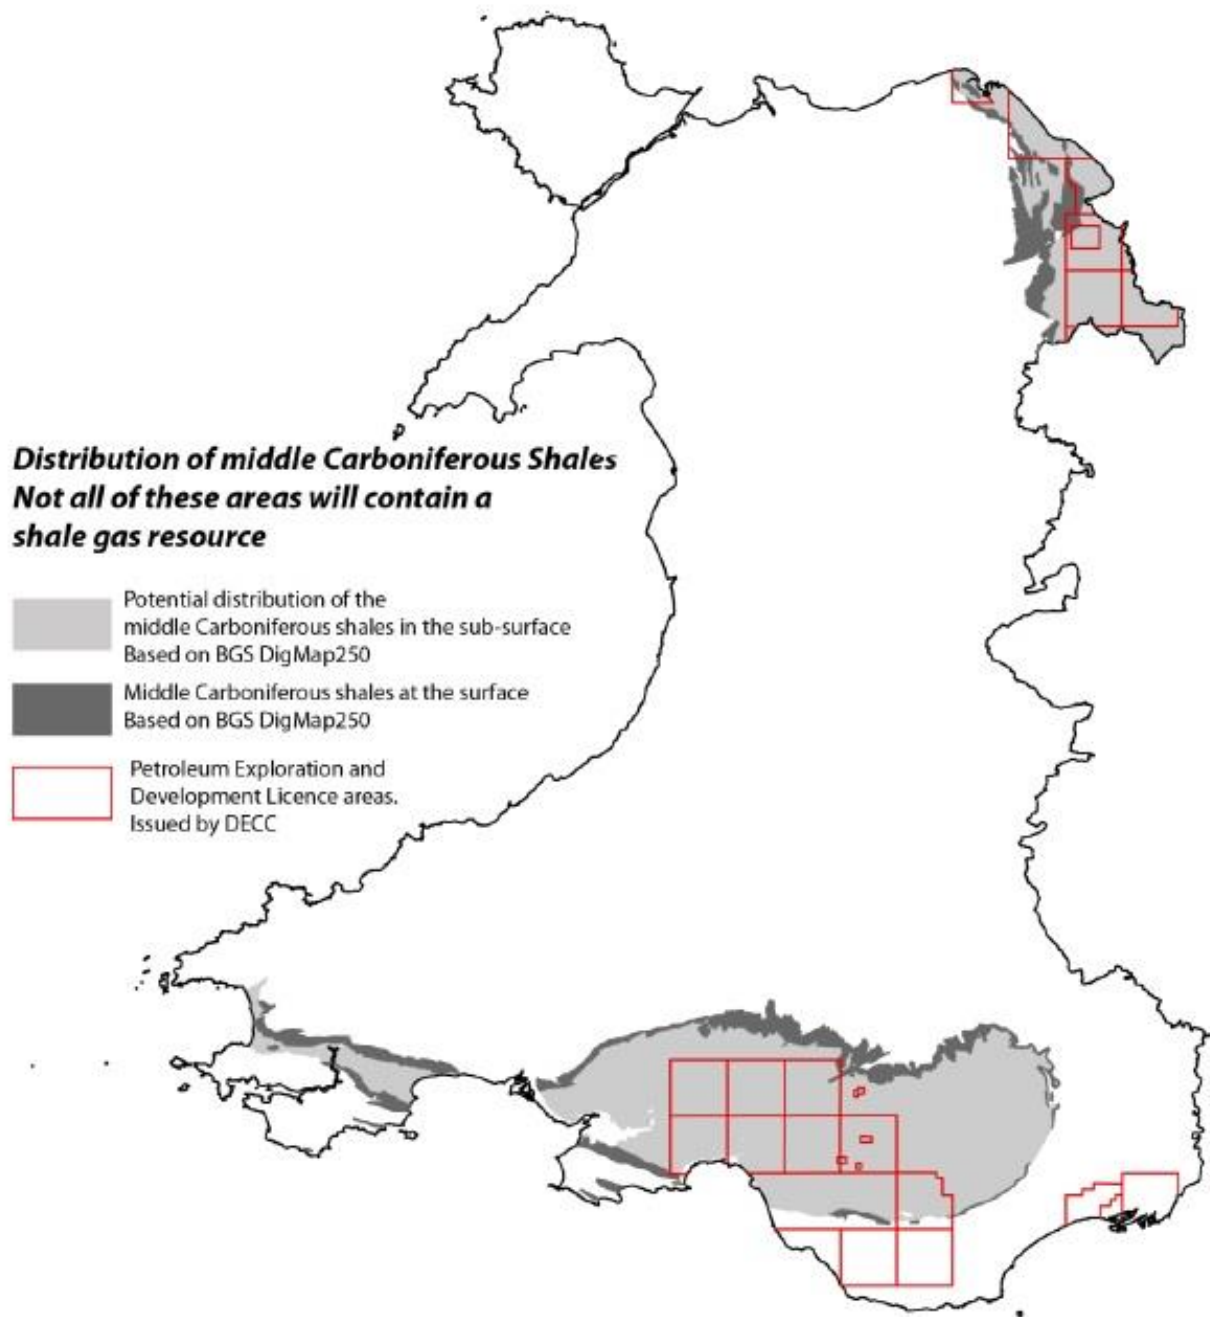 Distribution of middle Carboniferous Shales
Not all of these areas will contain a
shale gas resource
Potential distribution of the
middle Carboniferous shales in the sub-surface
Based on BGS DigMap250
Middle Carboniferous shales at the surface
Based on BGS DigMap250
Petroleum Exploration and
Development Licence areas.
Issued by DECC